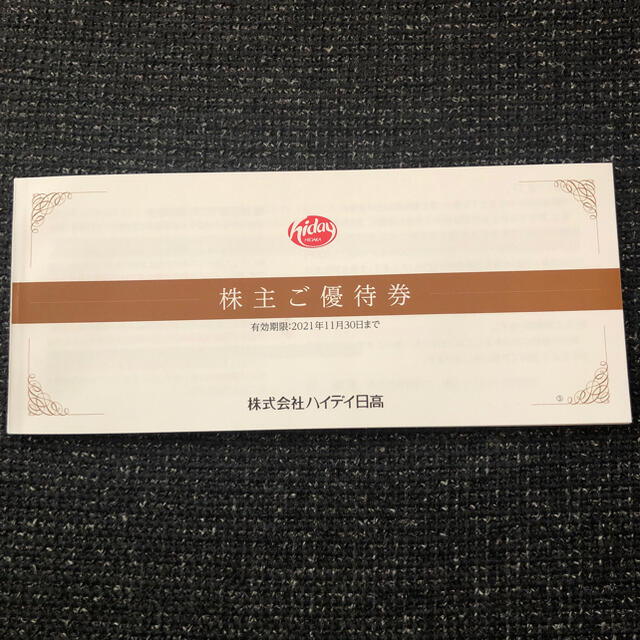 hiday
HIDAKA
株主ご優待券
有効期限:2021年11月30日まで
株式会社ハイデイ日高
⑤